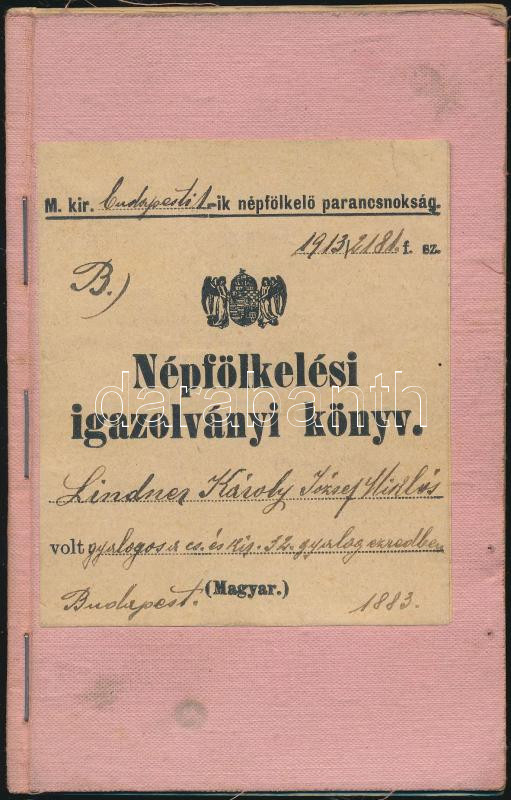 M. kir. Budapesti 1.-ik népfölkelő parancsnokság.
1913/2181. f. sz.
B.)
Népfölkelési
igazolványi könyv.
Lindner Károly József Miklós
volt gyalogos a cs. és kir. 32. gyalogezredben
(Magyar.)
Budapest. 1883.
darabanth